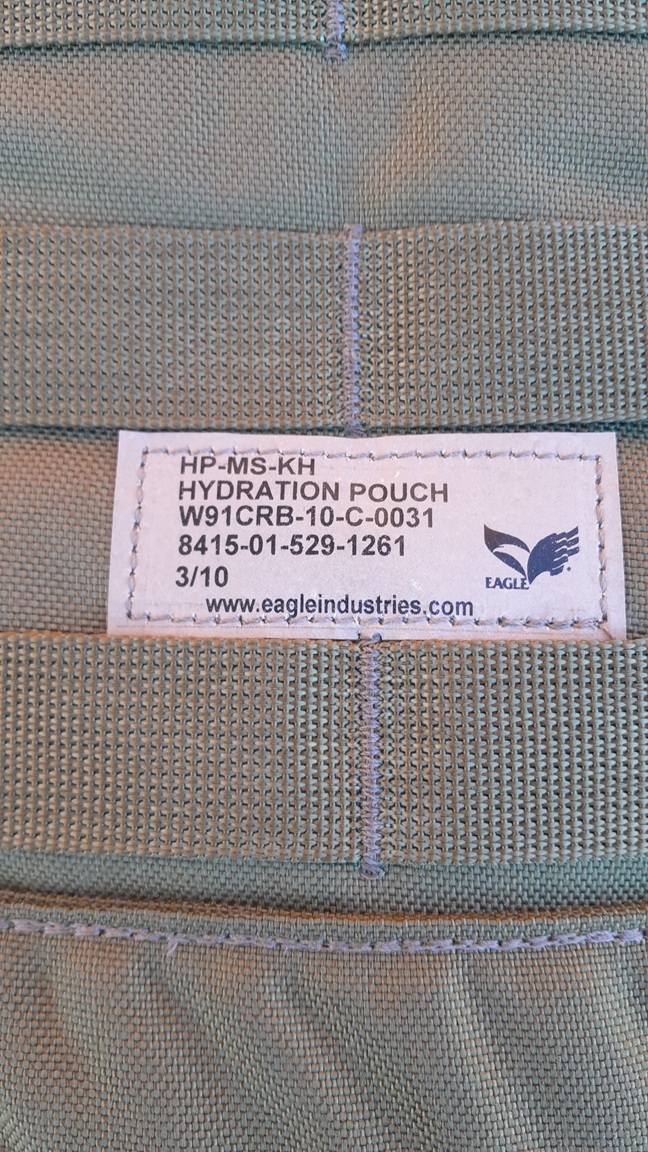 HP-MS-KH
HYDRATION POUCH
W91CRB-10-C-0031
8415-01-529-1261
3/10
www.eagleindustries.com
EAGLE